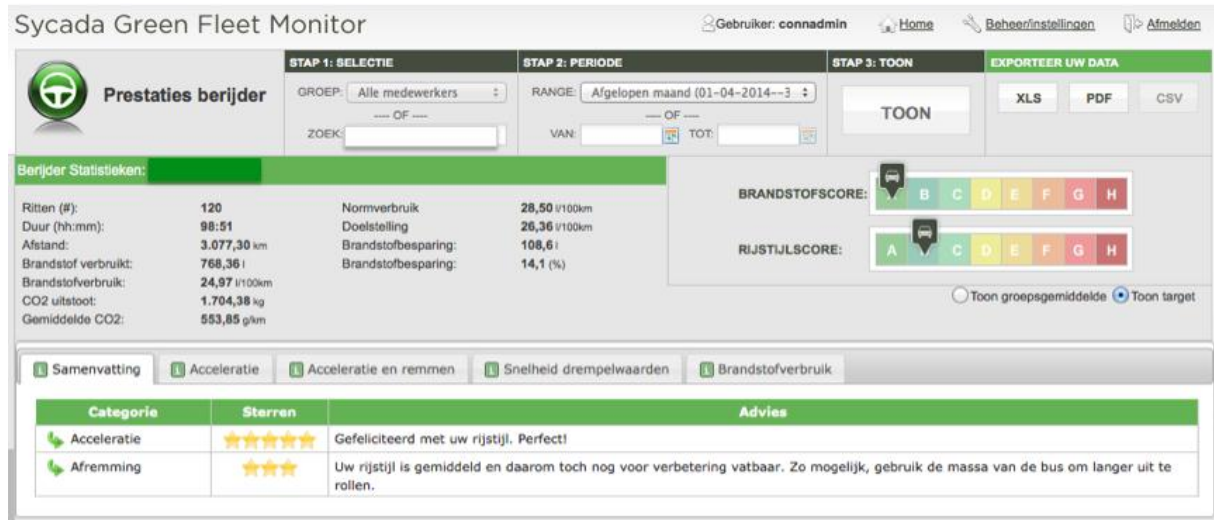 Sycada Green Fleet Monitor
Gebruiker: connadmin
Home
Beheer/instellingen
Afmelden
Prestaties berijder
STAP 1: SELECTIE
GROEP: Alle medewerkers
---- OF ----
ZOEK:
STAP 2: PERIODE
RANGE: Afgelopen maand (01-04-2014--3
---- OF ----
VAN: TOT:
STAP 3: TOON
TOON
EXPORTEER UW DATA
XLS PDF CSV
Berijder Statistieken:
Ritten (#): 120
Duur (hh:mm): 98:51
Afstand: 3.077,30 km
Brandstof verbruikt: 768,36 l
Brandstofverbruik: 24,97 l/100km
CO2 uitstoot: 1.704,38 kg
Gemiddelde CO2: 553,85 g/km
Normverbruik 28,50 l/100km
Doelstelling 26,36 l/100km
Brandstofbesparing: 108,6 l
Brandstofbesparing: 14,1 (%)
BRANDSTOFSCORE: B C D E F G H
RIJSTIJLSCORE: A C D E F G H
Toon groepsgemiddelde Toon target
Samenvatting
Acceleratie
Acceleratie en remmen
Snelheid drempelwaarden
Brandstofverbruik
Categorie Sterren Advies
Acceleratie Gefeliciteerd met uw rijstijl. Perfect!
Afremming Uw rijstijl is gemiddeld en daarom toch nog voor verbetering vatbaar. Zo mogelijk, gebruik de massa van de bus om langer uit te
rollen.